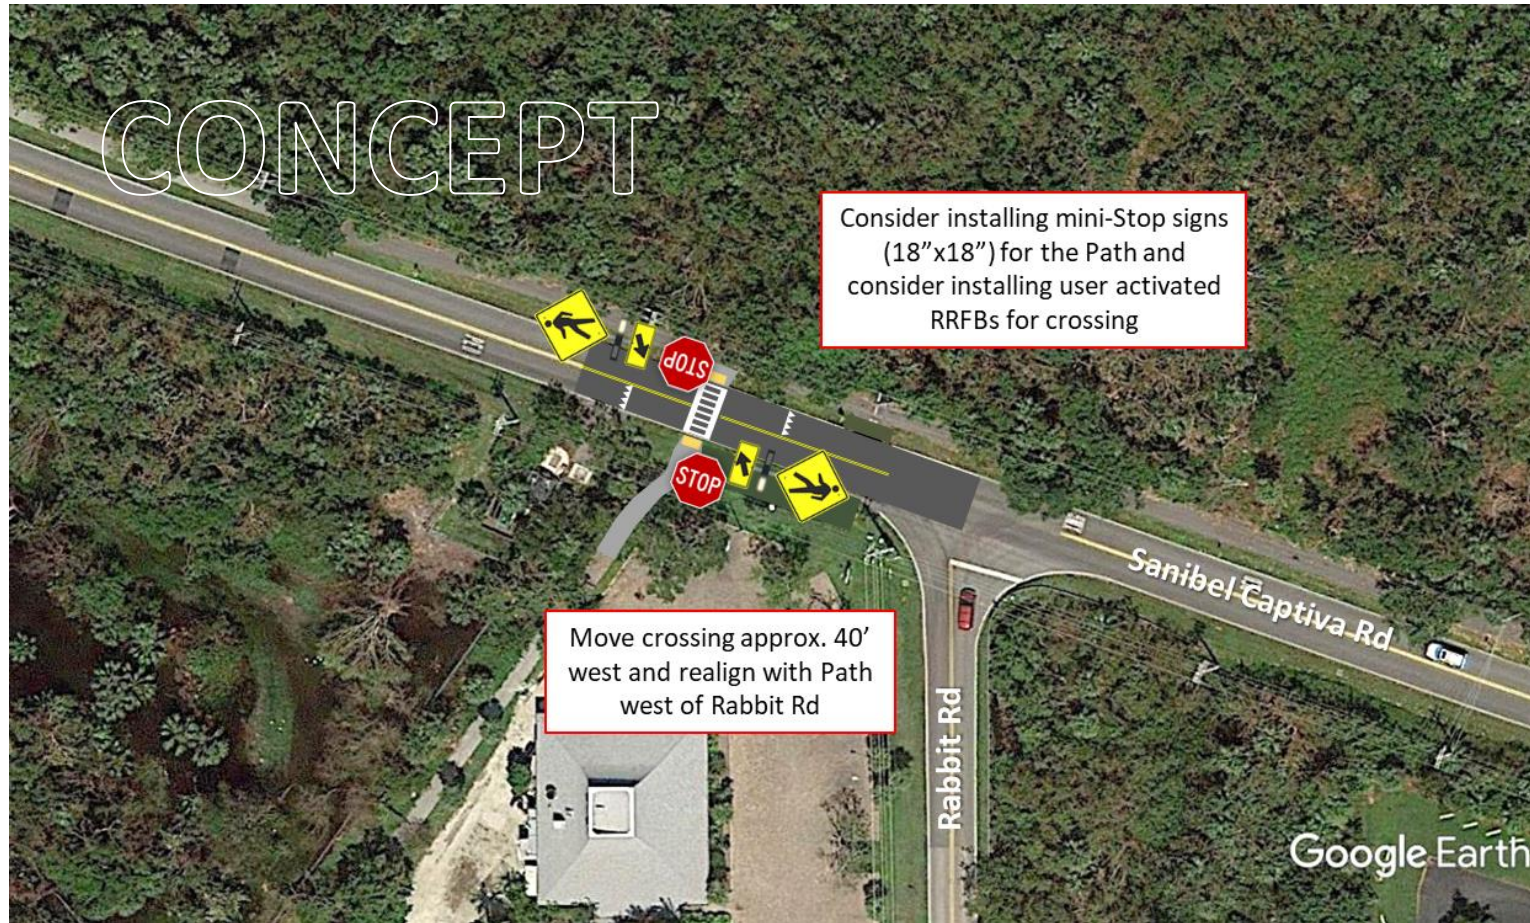 CONCEPT
Consider installing mini-Stop signs
(18”x18”) for the Path and
consider installing user activated
RRFBs for crossing
STOP
STOP
Sanibel Captiva Rd
Move crossing approx. 40’
west and realign with Path
west of Rabbit Rd
Rabbit Rd
Google Earth